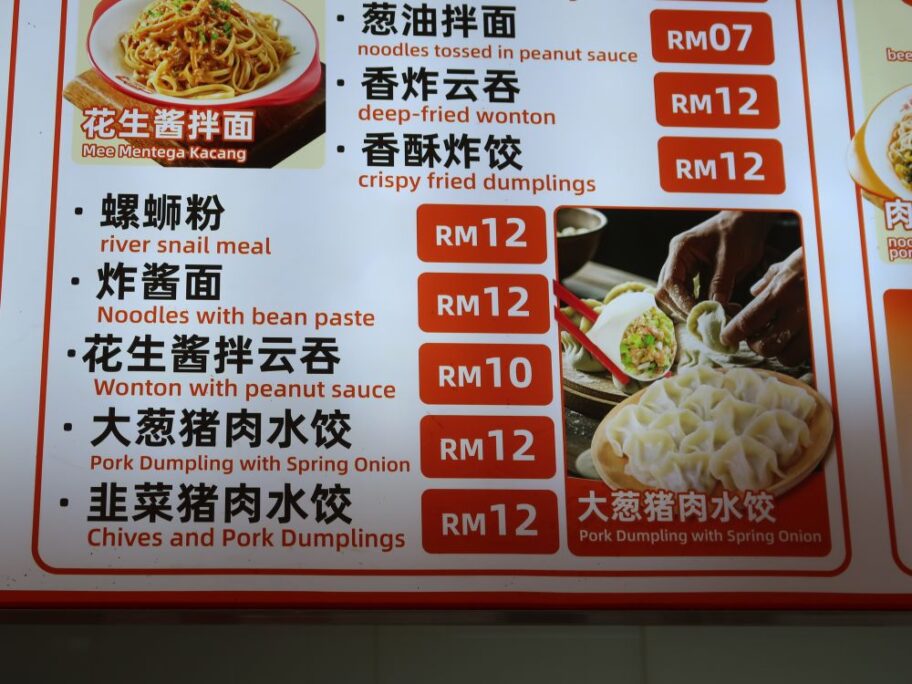 花生酱拌面
Mee Mentega Kacang
· 葱油拌面
noodles tossed in peanut sauce
RM07
· 香炸云吞
deep-fried wonton
RM12
· 香酥炸饺
crispy fried dumplings
RM12
· 螺蛳粉
river snail meal
RM12
· 炸酱面
Noodles with bean paste
RM12
·花生酱拌云吞
Wonton with peanut sauce
RM10
· 大葱猪肉水饺
Pork Dumpling with Spring Onion
RM12
· 韭菜猪肉水饺
Chives and Pork Dumplings
RM12
大葱猪肉水饺
Pork Dumpling with Spring Onion
肉